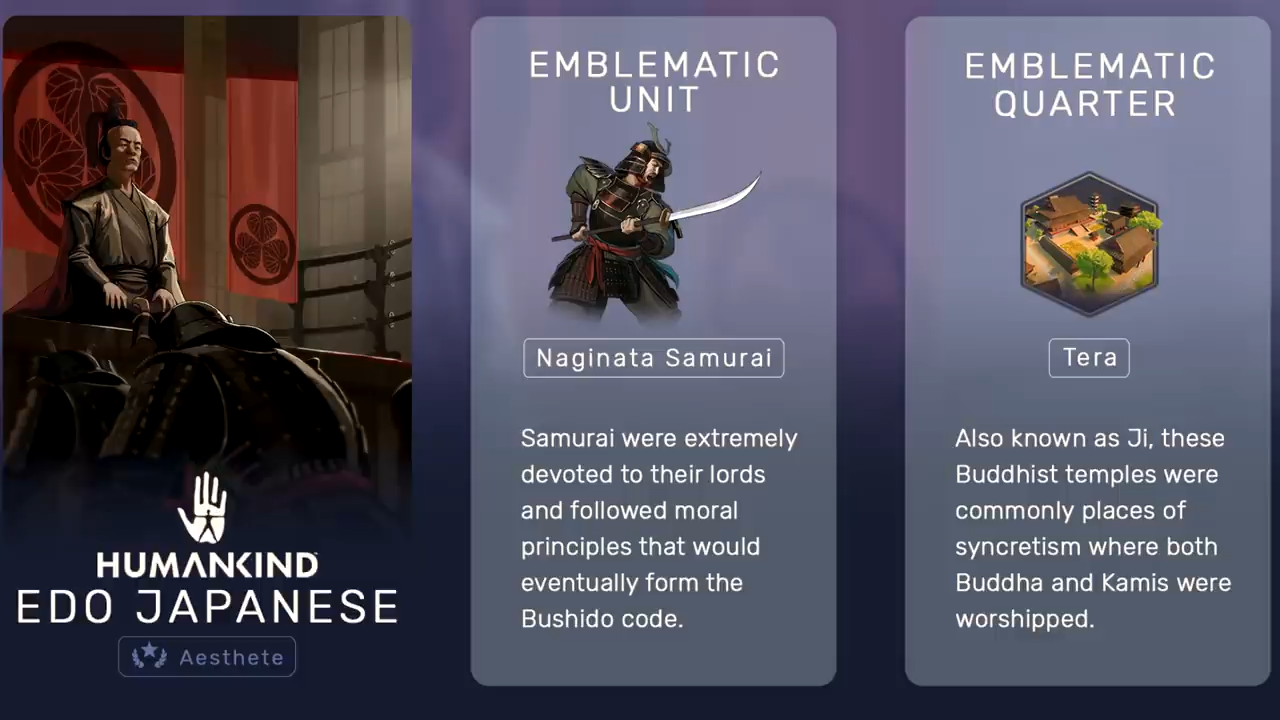 HUMANKIND
EDO JAPANESE
Aesthete
EMBLEMATIC
UNIT
Naginata Samurai
Samurai were extremely
devoted to their lords
and followed moral
principles that would
eventually form the
Bushido code.
EMBLEMATIC
QUARTER
Tera
Also known as Ji, these
Buddhist temples were
commonly places of
syncretism where both
Buddha and Kamis were
worshipped.